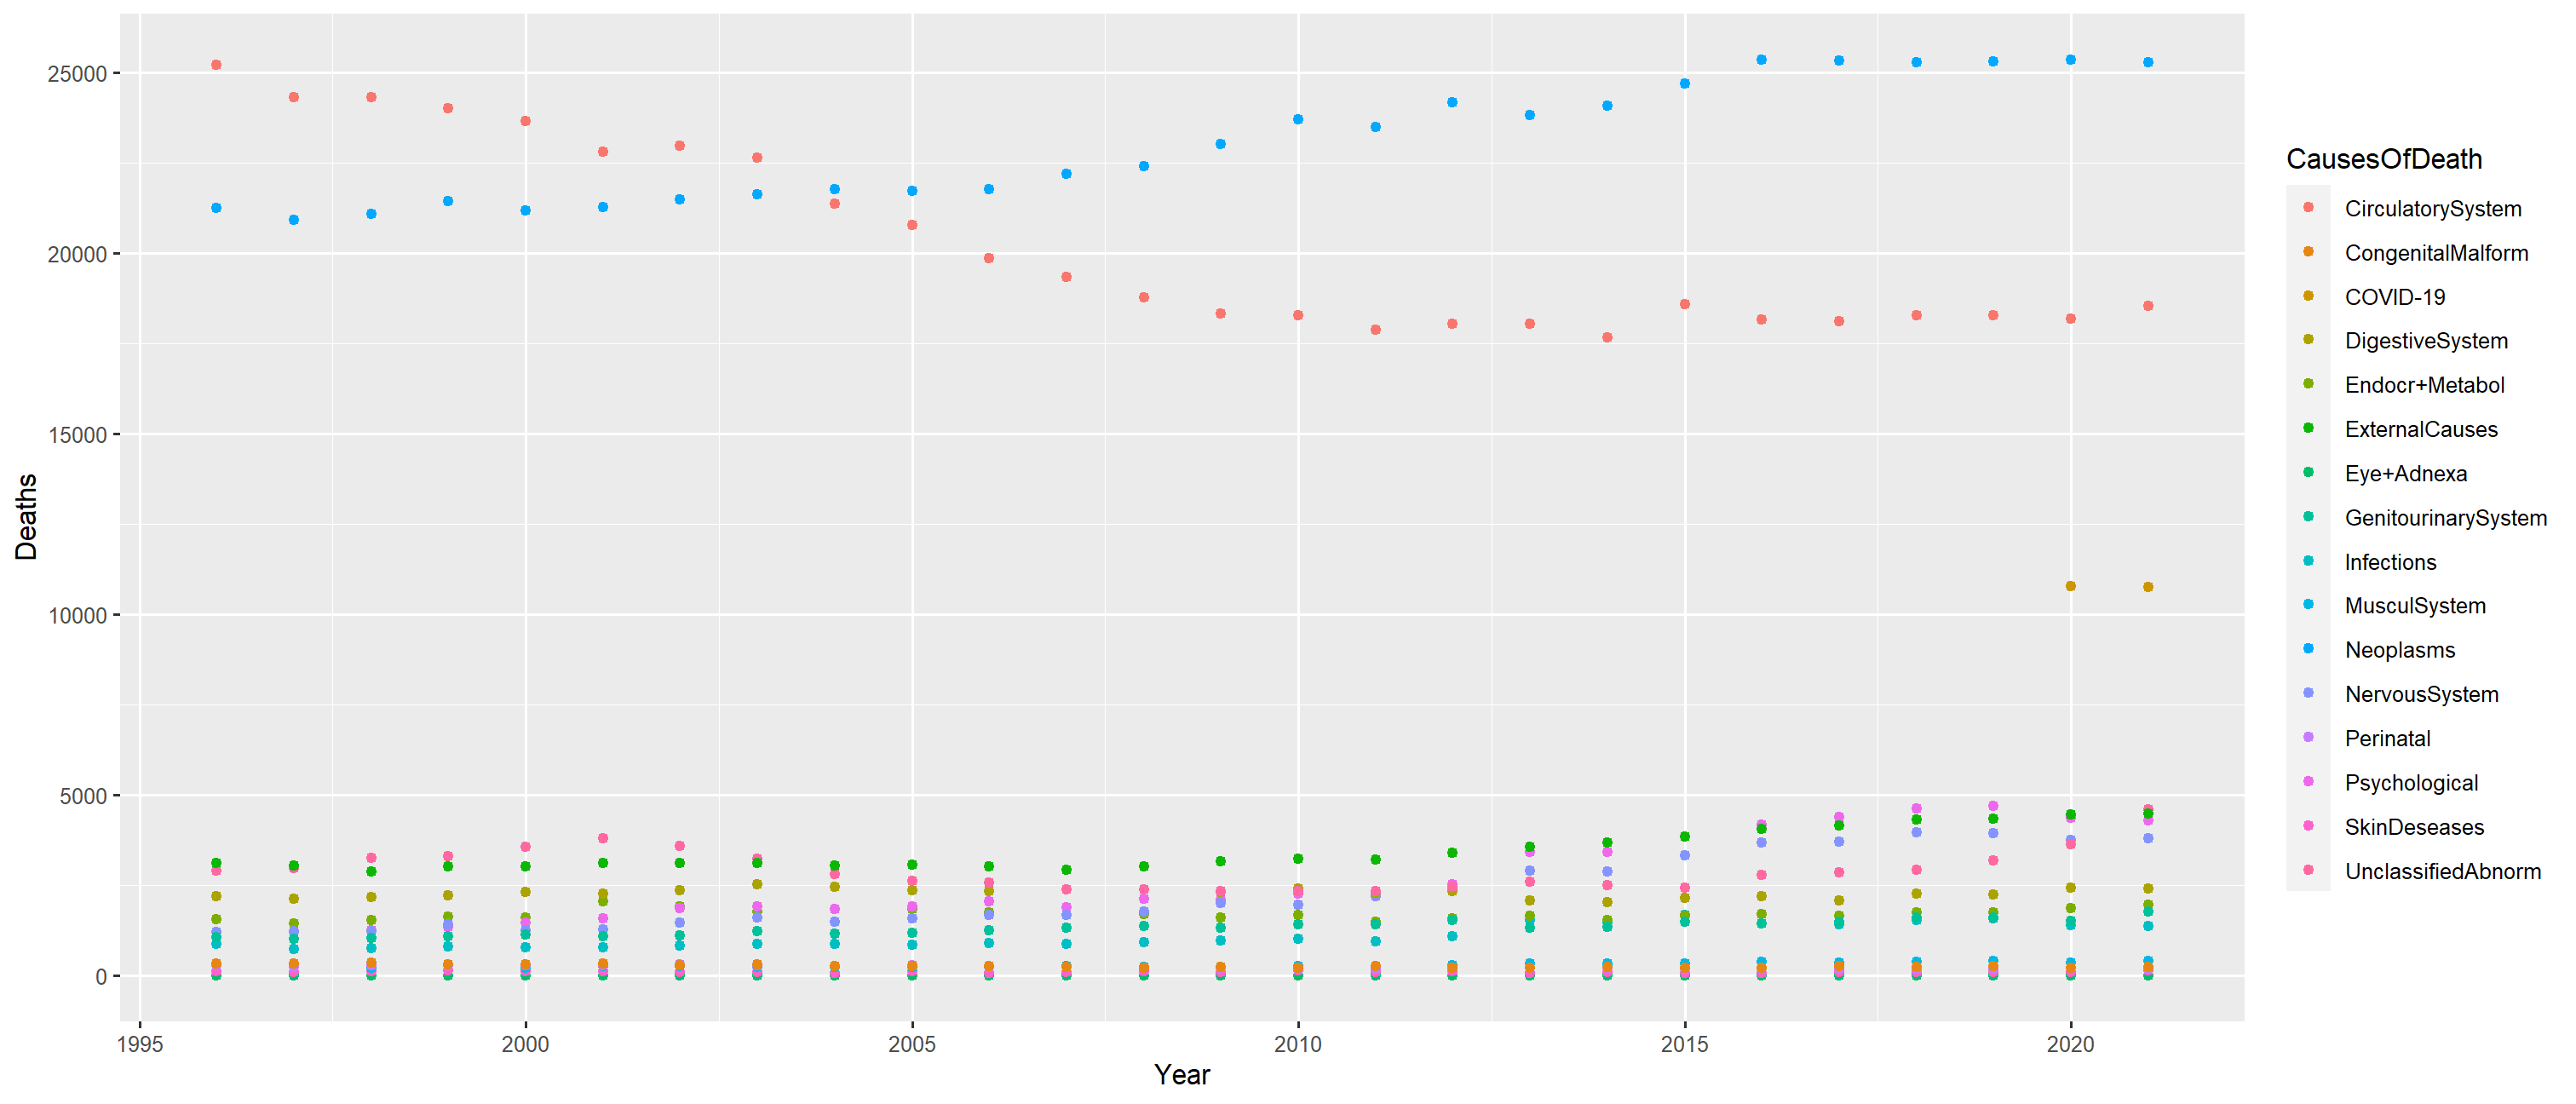 25000
20000
15000
10000
5000
0
Deaths
1995
2000
2005
2010
2015
2020
Year
CausesOfDeath
CirculatorySystem
CongenitalMalform
COVID-19
DigestiveSystem
Endocr+Metabol
ExternalCauses
Eye+Adnexa
GenitourinarySystem
Infections
MusculSystem
Neoplasms
NervousSystem
Perinatal
Psychological
SkinDeseases
UnclassifiedAbnorm